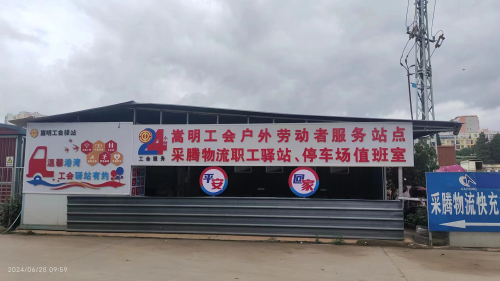 嵩明工会驿站
温馨港湾
工会驿站有约
24
小时
工会服务
嵩明工会户外劳动者服务站点
采腾物流职工驿站、停车场值班室
平安
回家
采腾物流快充
2024/06/28 09:59